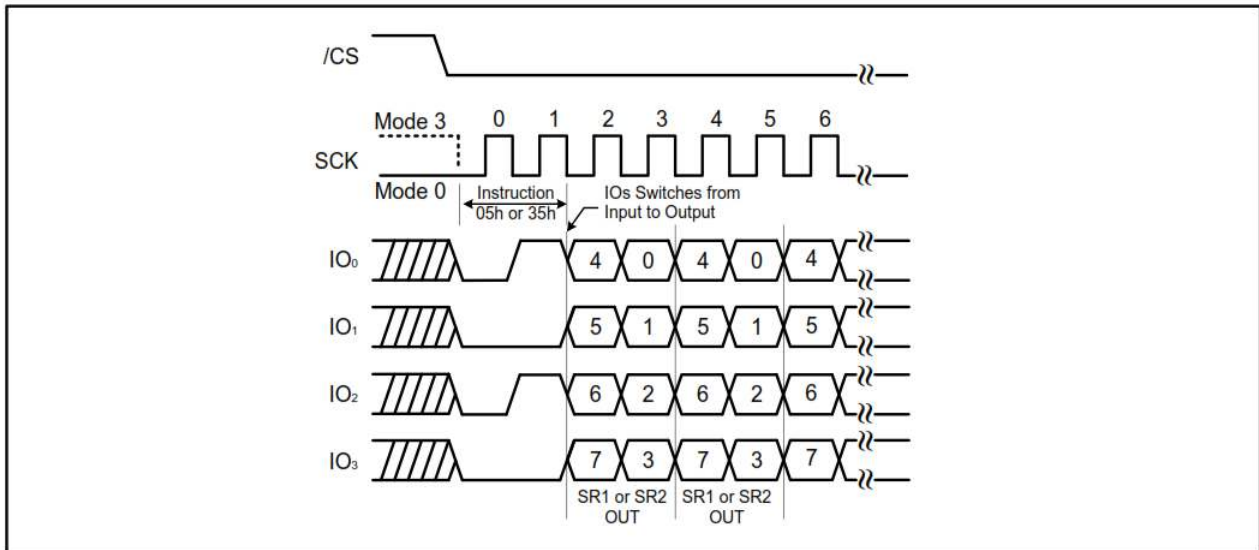 /CS
Mode 3 0 1 2 3 4 5 6
SCK
Mode 0
Instruction
05h or 35h
IOs Switches from
Input to Output
IO₀ 4 0 4 0 4
IO₁ 5 1 5 1 5
IO₂ 6 2 6 2 6
IO₃ 7 3 7 3 7
SR1 or SR2
OUT
SR1 or SR2
OUT